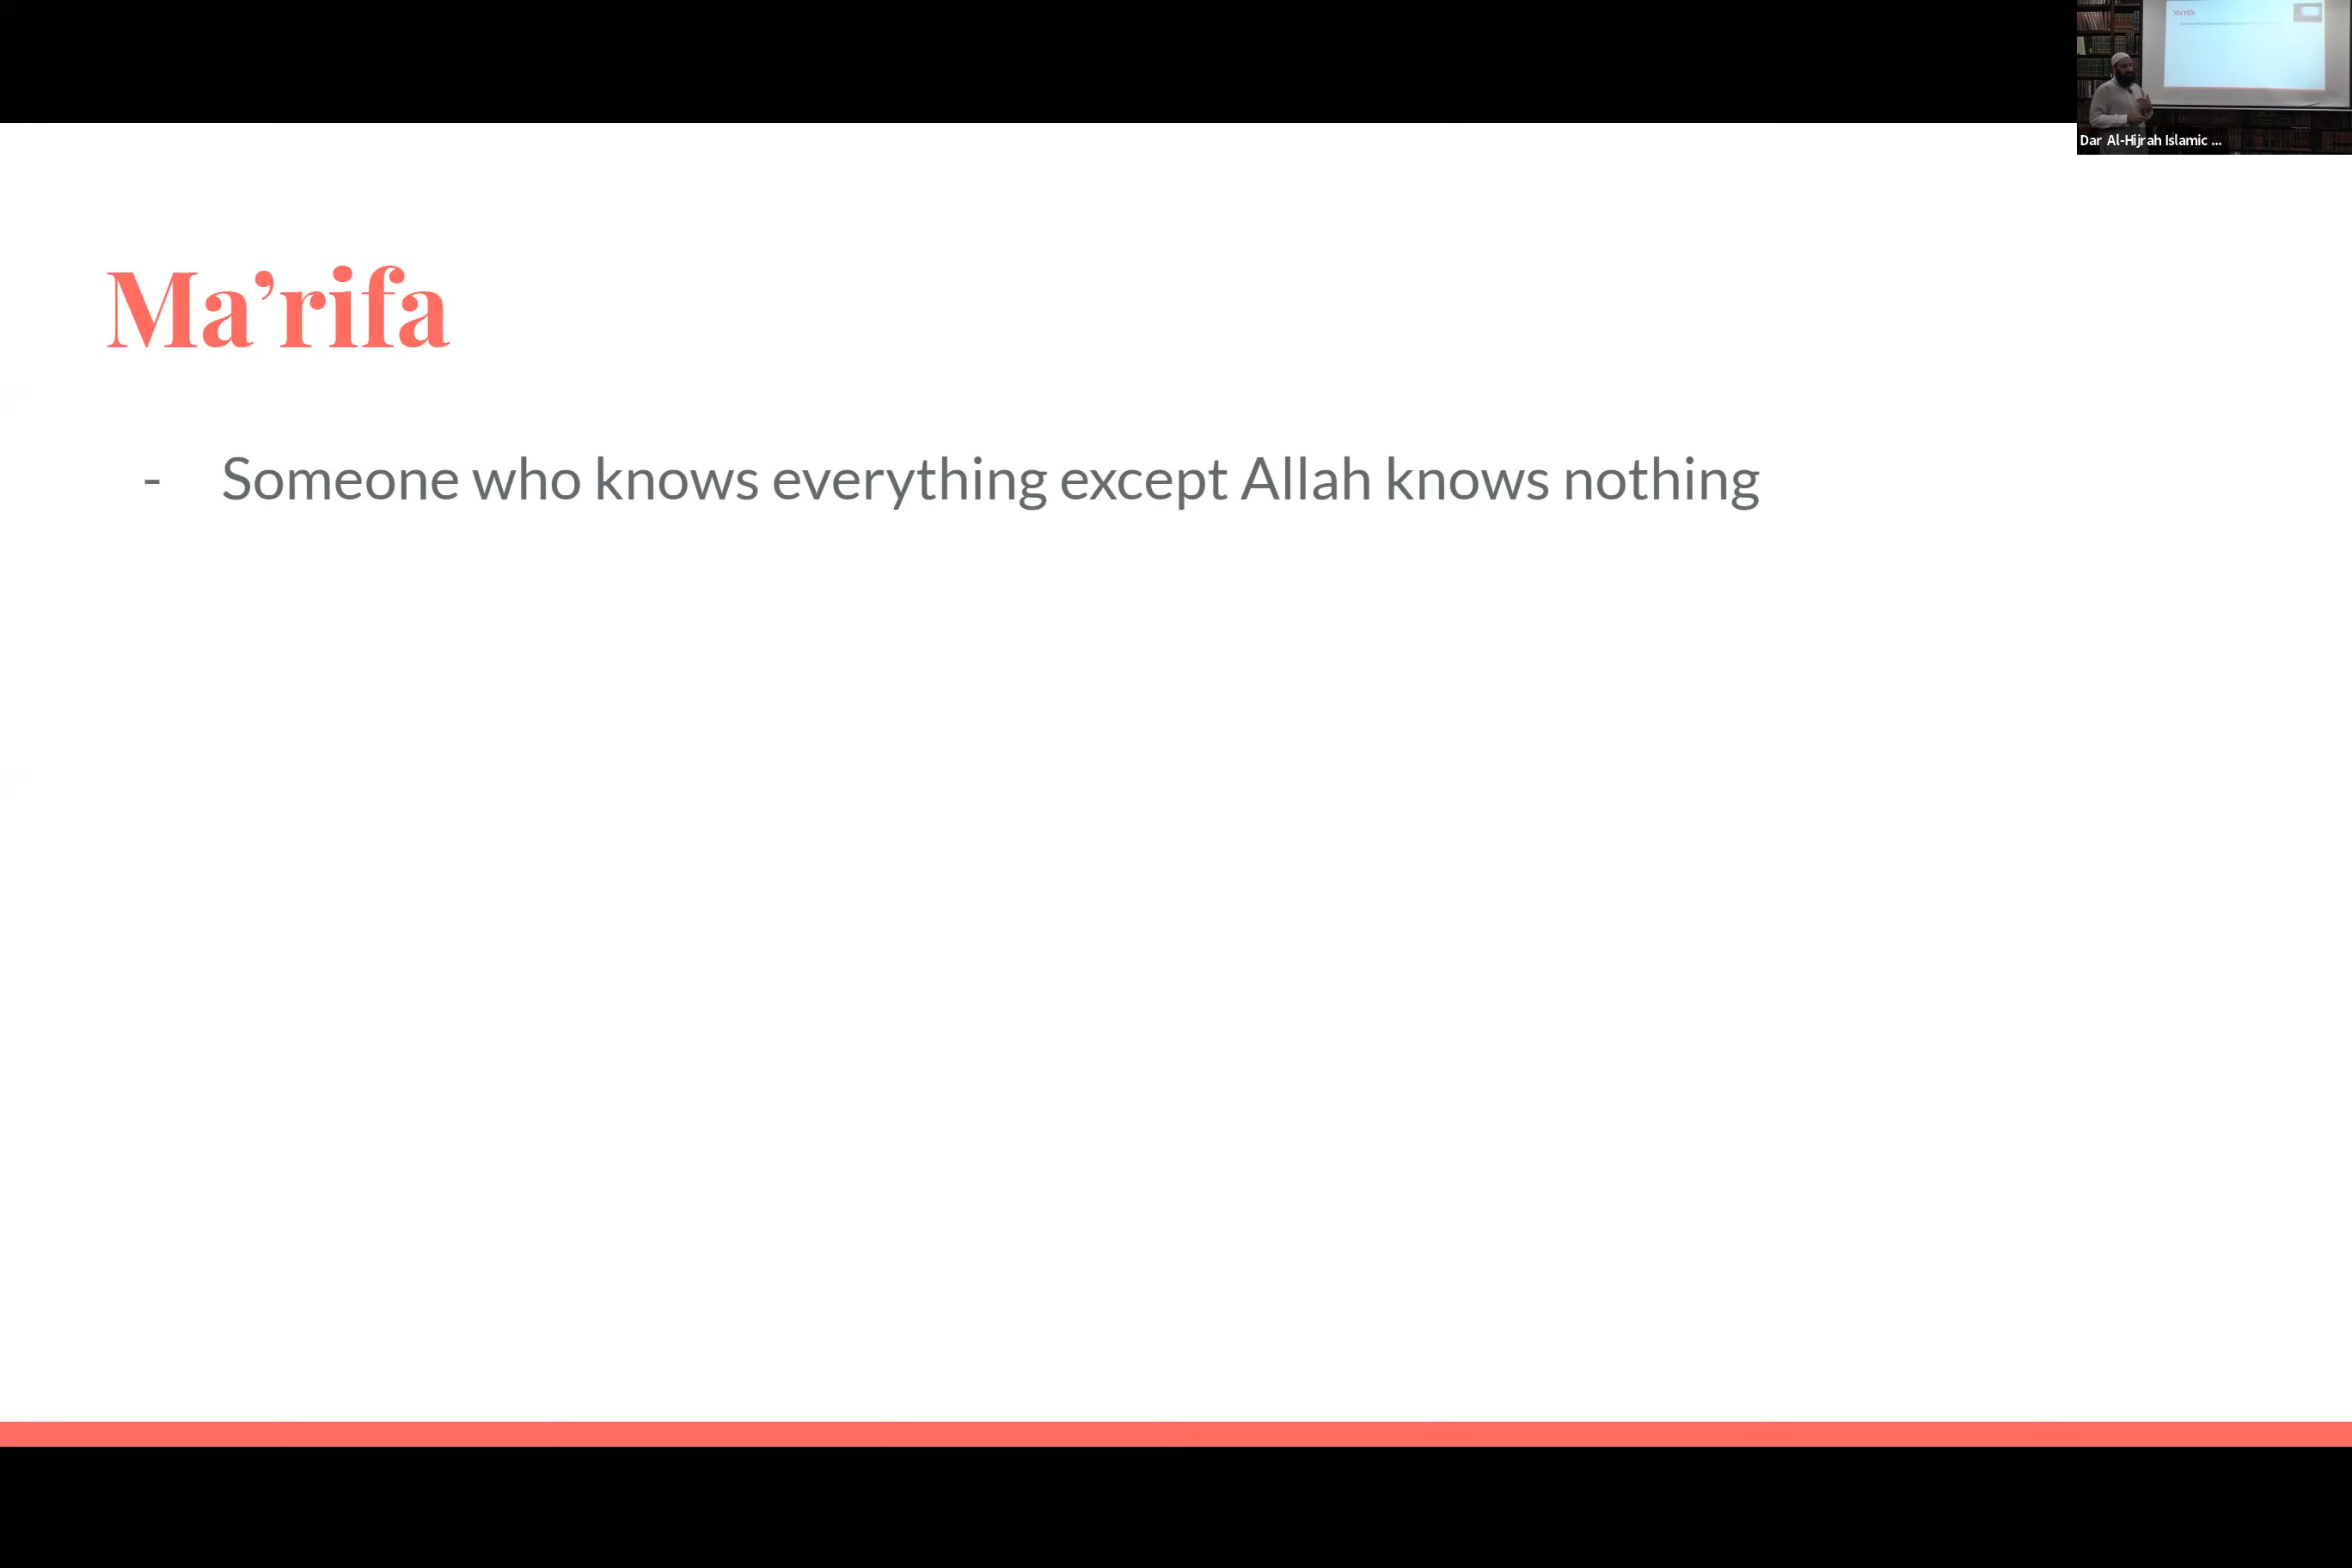 Dar Al-Hijrah Islamic ...
Ma’rifa
- Someone who knows everything except Allah knows nothing